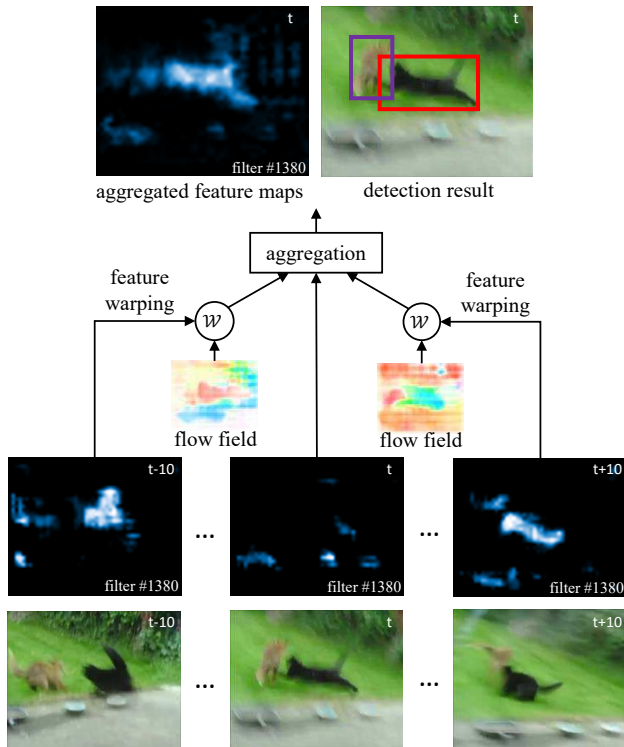 t
t
filter #1380
aggregated feature maps
detection result
aggregation
feature
warping
feature
warping
𝒲
𝒲
flow field
flow field
t-10
t
t+10
...
...
filter #1380
filter #1380
filter #1380
t-10
t
t+10
...
...